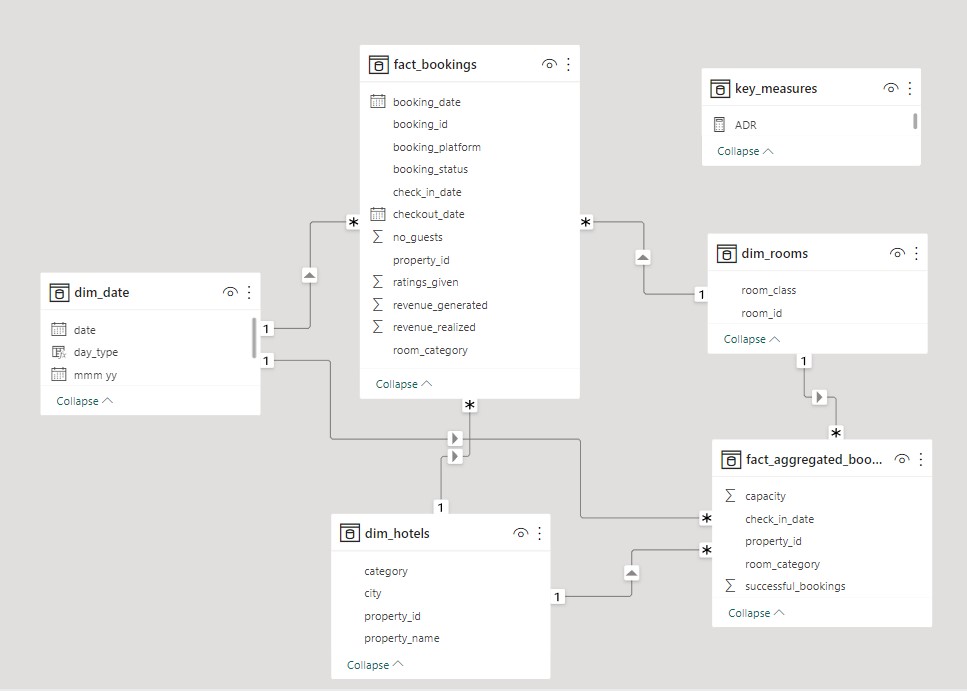 fact_bookings
booking_date
booking_id
booking_platform
booking_status
check_in_date
checkout_date
no_guests
property_id
ratings_given
revenue_generated
revenue_realized
room_category
Collapse
key_measures
ADR
Collapse
dim_date
date
day_type
mmm yy
Collapse
dim_rooms
room_class
room_id
Collapse
dim_hotels
category
city
property_id
property_name
Collapse
fact_aggregated_boo...
capacity
check_in_date
property_id
room_category
successful_bookings
Collapse
*
*
1
1
1
1
*
*
1
*
*
1